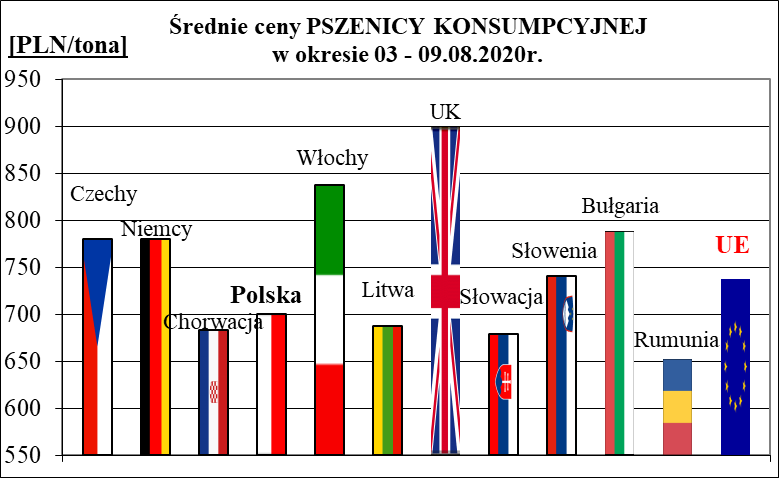 Średnie ceny PSZENICY KONSUMPCYJNEJ
w okresie 03 - 09.08.2020r.
[PLN/tona]
950
900
850
800
750
700
650
600
550
Czechy
Niemcy
Chorwacja
Polska
Włochy
Litwa
UK
Słowacja
Słowenia
Bułgaria
Rumunia
UE